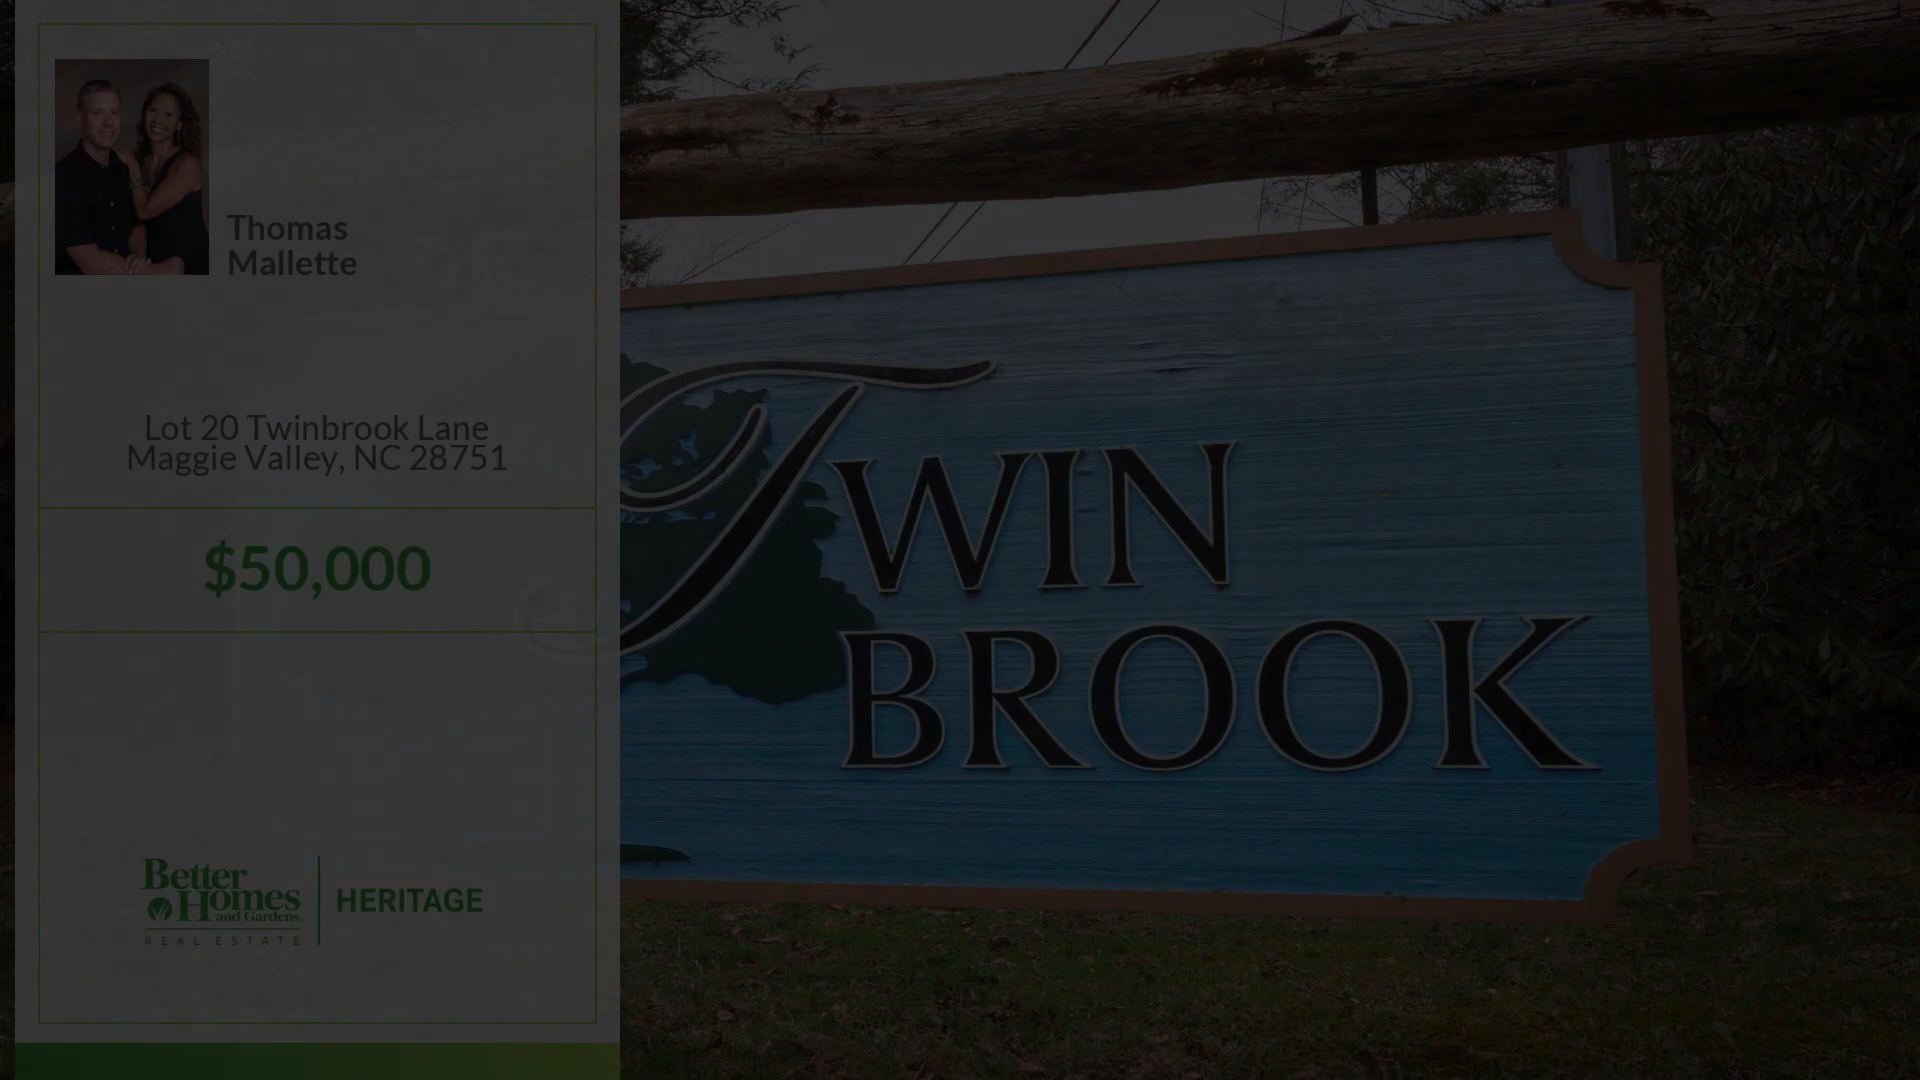 Thomas
Mallette
Lot 20 Twinbrook Lane
Maggie Valley, NC 28751
$50,000
Better
Homes
and Gardens
REAL ESTATE
HERITAGE
TWIN
BROOK